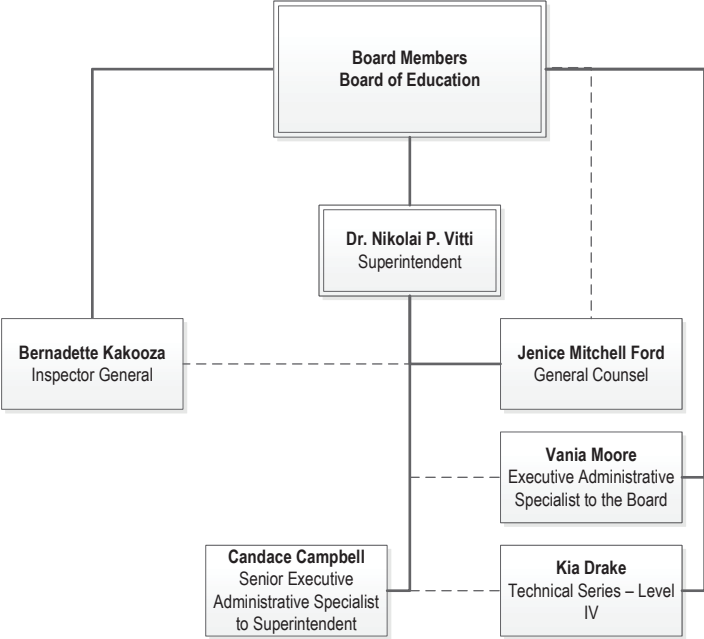 Board Members
Board of Education
Dr. Nikolai P. Vitti
Superintendent
Bernadette Kakooza
Inspector General
Jenice Mitchell Ford
General Counsel
Vania Moore
Executive Administrative
Specialist to the Board
Candace Campbell
Senior Executive
Administrative Specialist
to Superintendent
Kia Drake
Technical Series – Level
IV